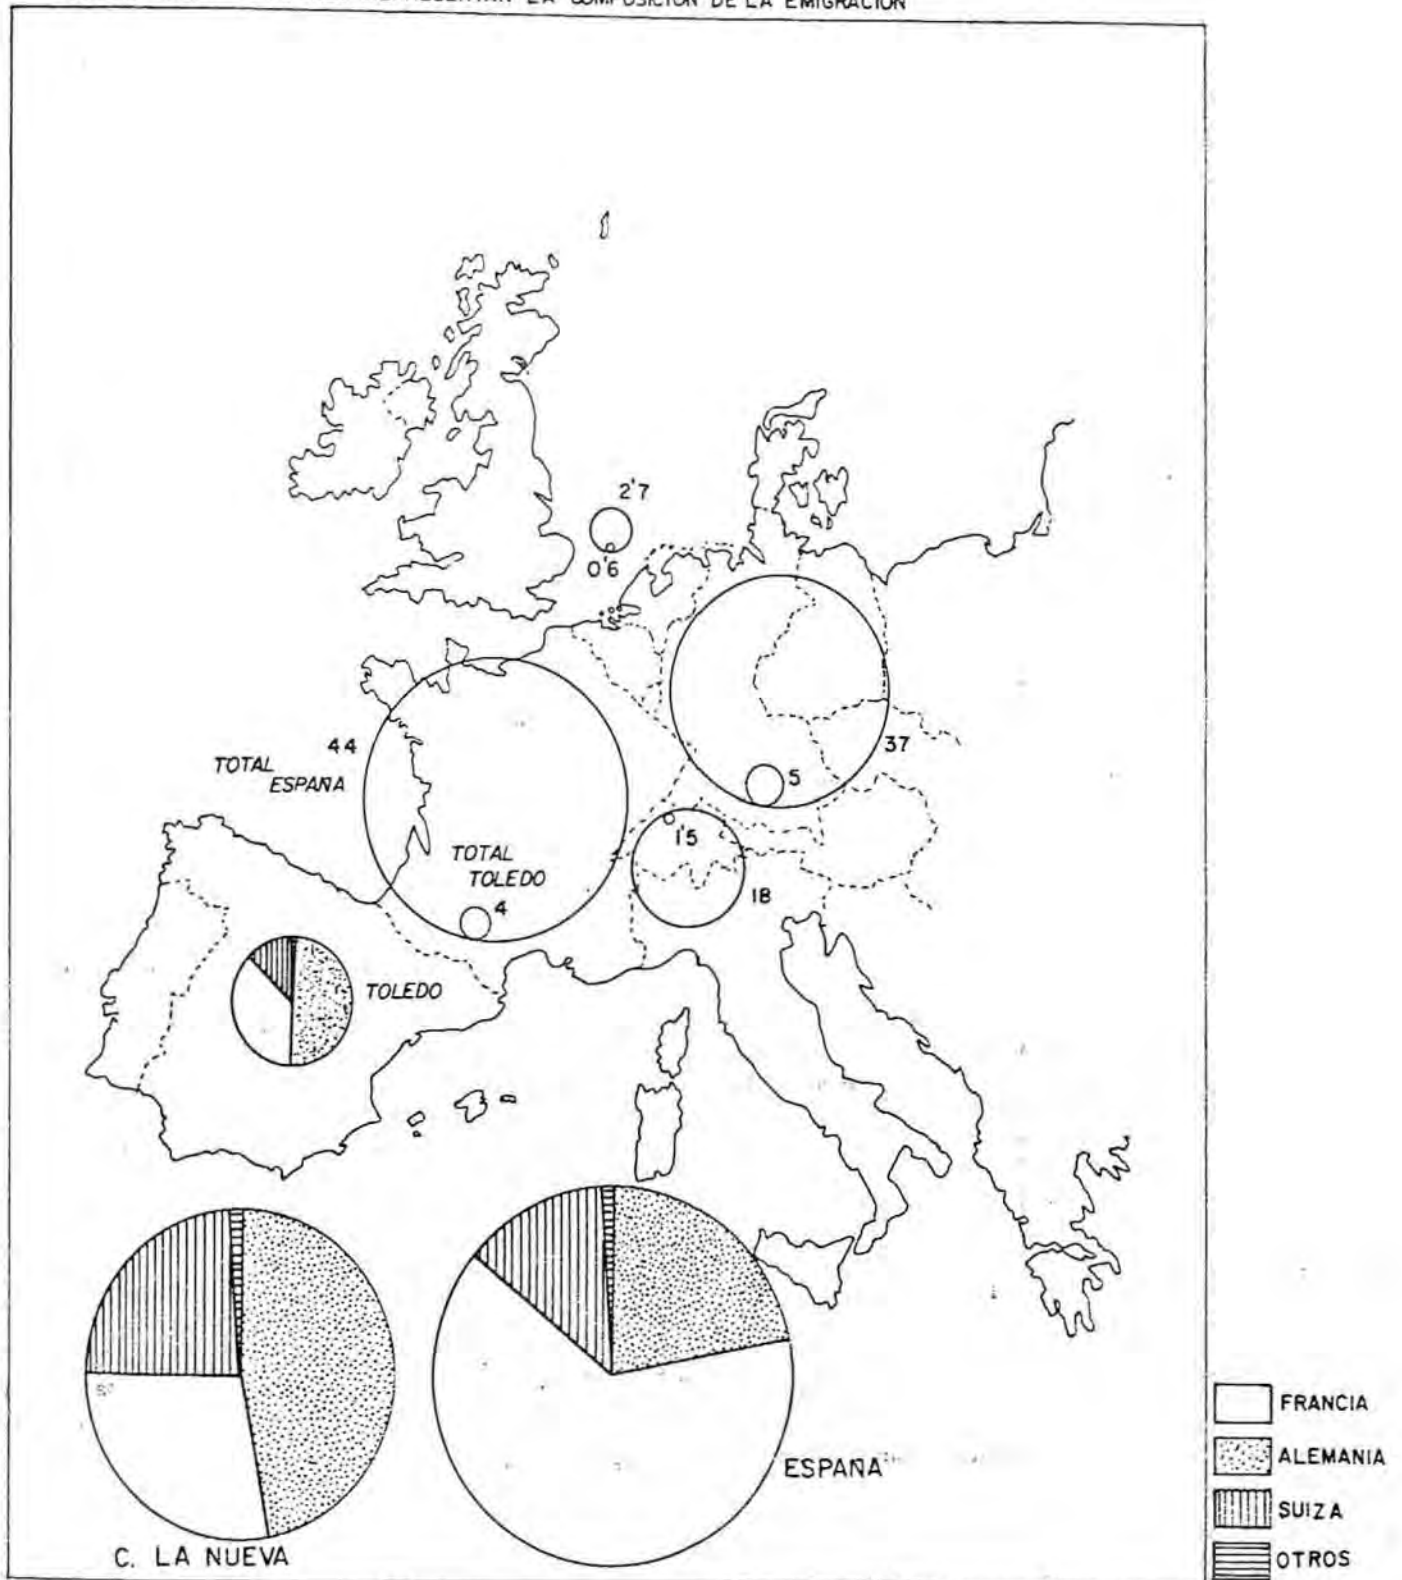 LA COMPOSICION DE LA EMIGRACION
2'7
0'6
44
TOTAL
ESPAÑA
37
5
1'5
TOTAL
TOLEDO
18
4
TOLEDO
ESPAÑA
C. LA NUEVA
FRANCIA
ALEMANIA
SUIZA
OTROS